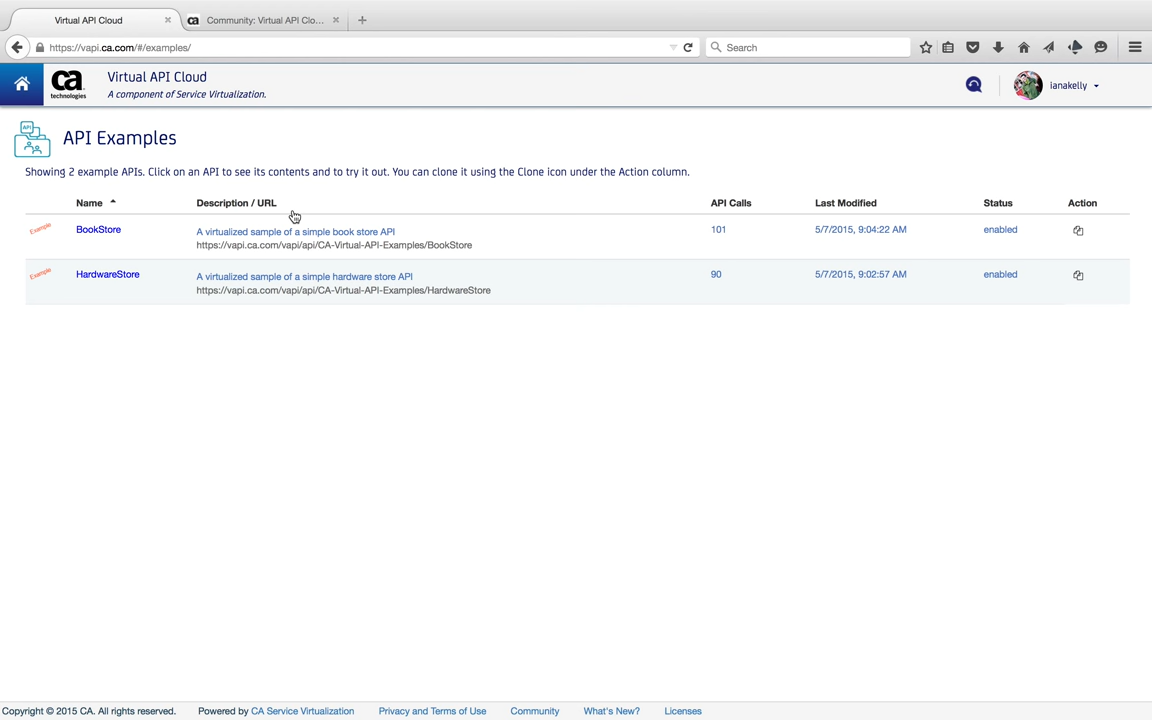 Virtual API Cloud
Community: Virtual API Clo...
https://vapi.ca.com/#/examples/
Search
ca
technologies
Virtual API Cloud
A component of Service Virtualization.
ianakelly
API
API Examples
Showing 2 example APIs. Click on an API to see its contents and to try it out. You can clone it using the Clone icon under the Action column.
Name Description / URL API Calls Last Modified Status Action
Example BookStore A virtualized sample of a simple book store API 101 5/7/2015, 9:04:22 AM enabled
https://vapi.ca.com/vapi/api/CA-Virtual-API-Examples/BookStore
Example HardwareStore A virtualized sample of a simple hardware store API 90 5/7/2015, 9:02:57 AM enabled
https://vapi.ca.com/vapi/api/CA-Virtual-API-Examples/HardwareStore
Copyright © 2015 CA. All rights reserved. Powered by CA Service Virtualization Privacy and Terms of Use Community What's New? Licenses